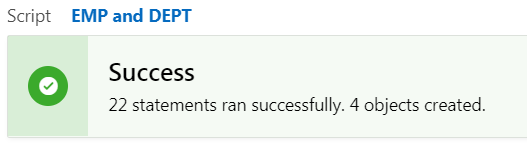 Script EMP and DEPT
Success
22 statements ran successfully. 4 objects created.